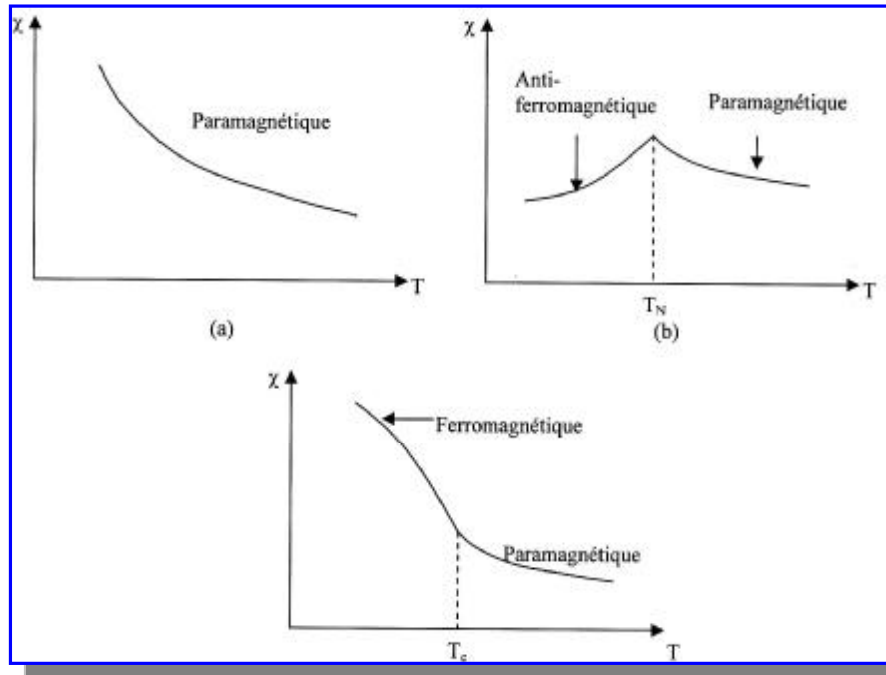 χ
Paramagnétique
T
(a)
χ
Anti-
ferromagnétique
Paramagnétique
T
T_N
(b)
χ
Ferromagnétique
Paramagnétique
T_c
T